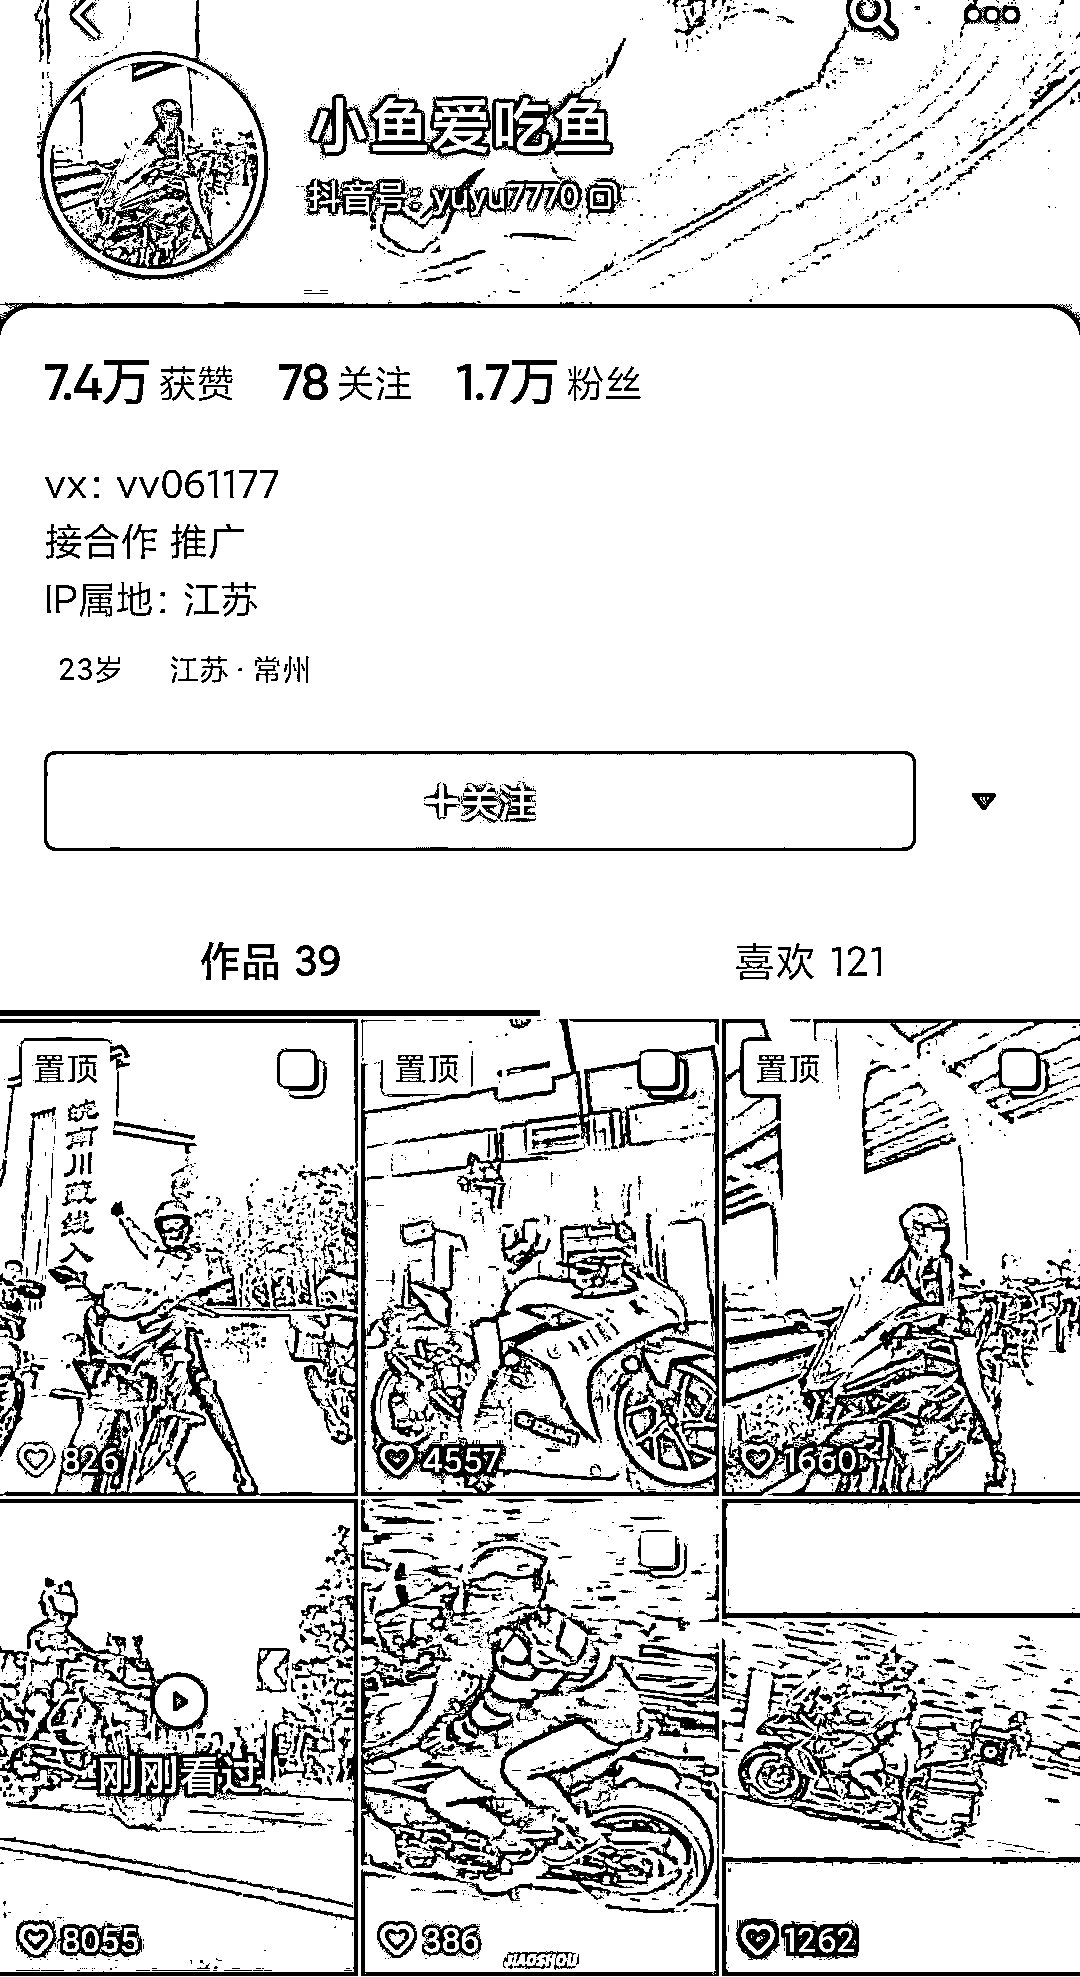 小鱼爱吃鱼
抖音号：yuyu7770
7.4万 获赞 78 关注 1.7万 粉丝
vx：vv061177
接合作 推广
IP属地：江苏
23岁 江苏·常州
＋关注
作品 39 喜欢 121
置顶 置顶 置顶
皖南川藏线入
826 4557 1660
刚刚看过
8055 386 1262
JIAOSHOU